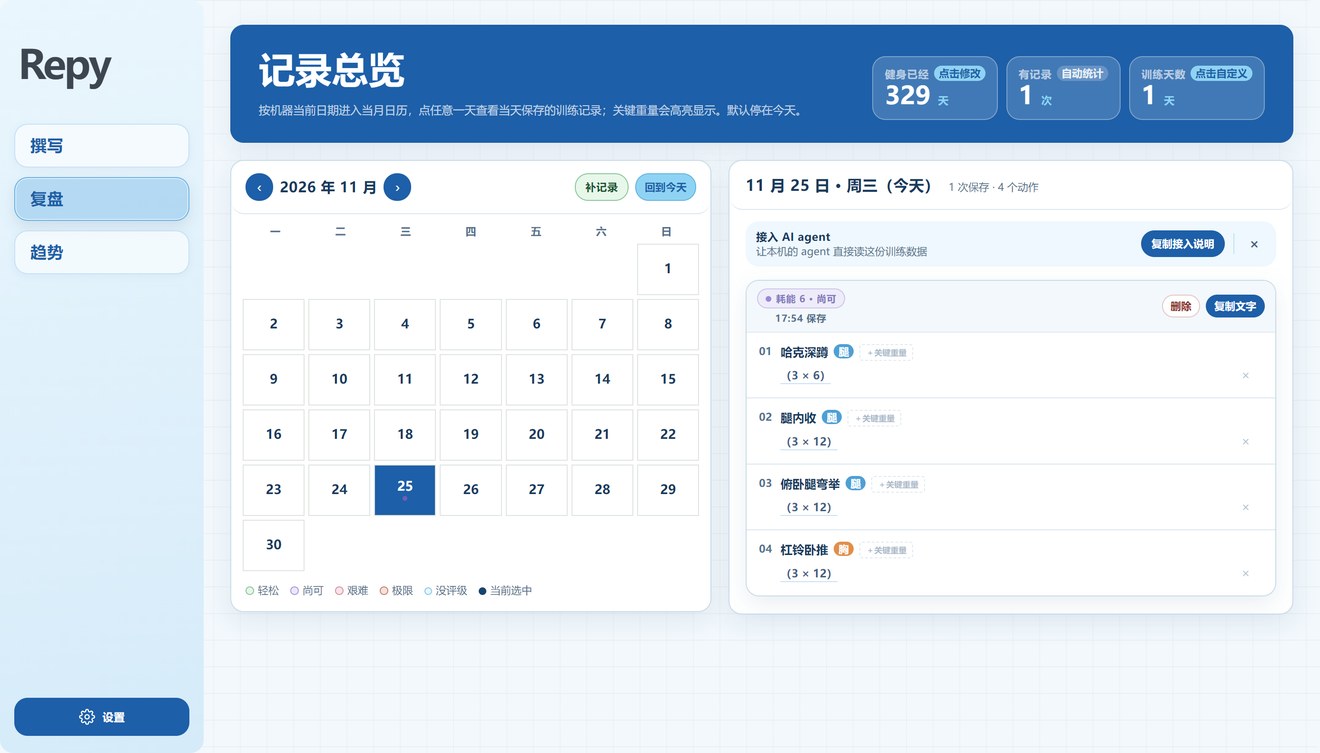 Repy
撰写
复盘
趋势
设置
记录总览
按机器当前日期进入当月日历，点任意一天查看当天保存的训练记录；关键重量会高亮显示。默认停在今天。
健身已经 点击修改
329 天
有记录 自动统计
1 次
训练天数 点击自定义
1 天
‹ 2026 年 11 月 ›
补记录 回到今天
一 二 三 四 五 六 日
1
2 3 4 5 6 7 8
9 10 11 12 13 14 15
16 17 18 19 20 21 22
23 24 25 26 27 28 29
30
轻松 尚可 艰难 极限 没评级 当前选中
11 月 25 日 · 周三（今天） 1 次保存 · 4 个动作
接入 AI agent
让本机的 agent 直接读这份训练数据
复制接入说明 ×
耗能 6 · 尚可
17:54 保存
删除 复制文字
01 哈克深蹲 腿 + 关键重量
(3 × 6) ×
02 腿内收 腿 + 关键重量
(3 × 12) ×
03 俯卧腿弯举 腿 + 关键重量
(3 × 12) ×
04 杠铃卧推 胸 + 关键重量
(3 × 12) ×